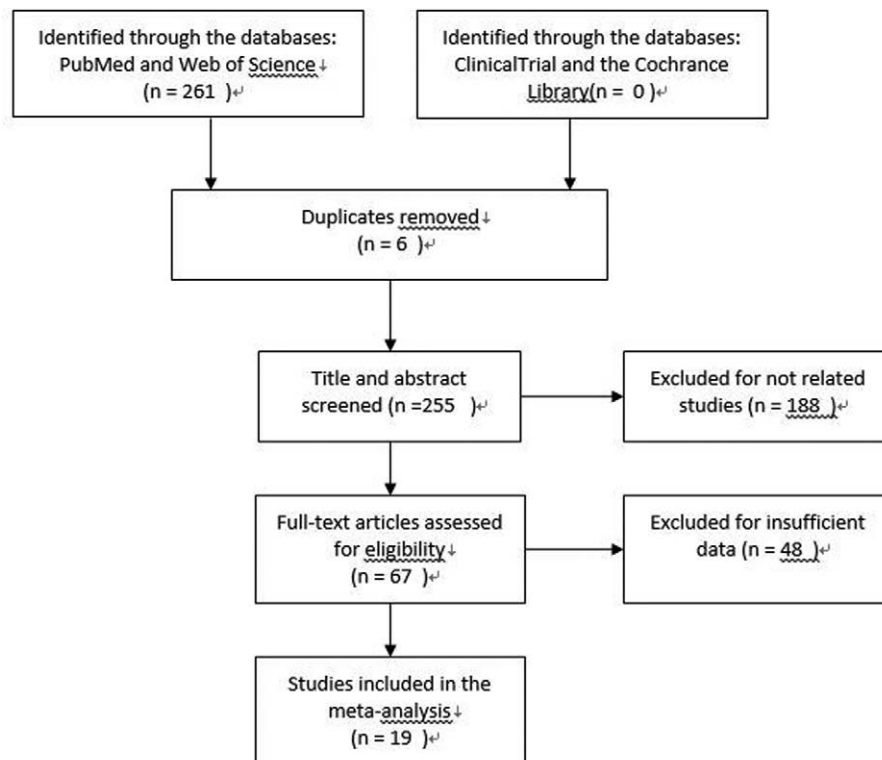 Identified through the databases:
PubMed and Web of Science↓
(n = 261  )↵
Identified through the databases:
ClinicalTrial and the Cochrance
Library(n =  0 )↵
Duplicates removed↓
(n = 6  )↵
Title and abstract
screened (n =255   )↵
Excluded for not related
studies (n = 188  )↵
Full-text articles assessed
for eligibility↓
(n = 67  )↵
Excluded for insufficient
data (n = 48  )↵
Studies included in the
meta-analysis↓
(n = 19  )↵